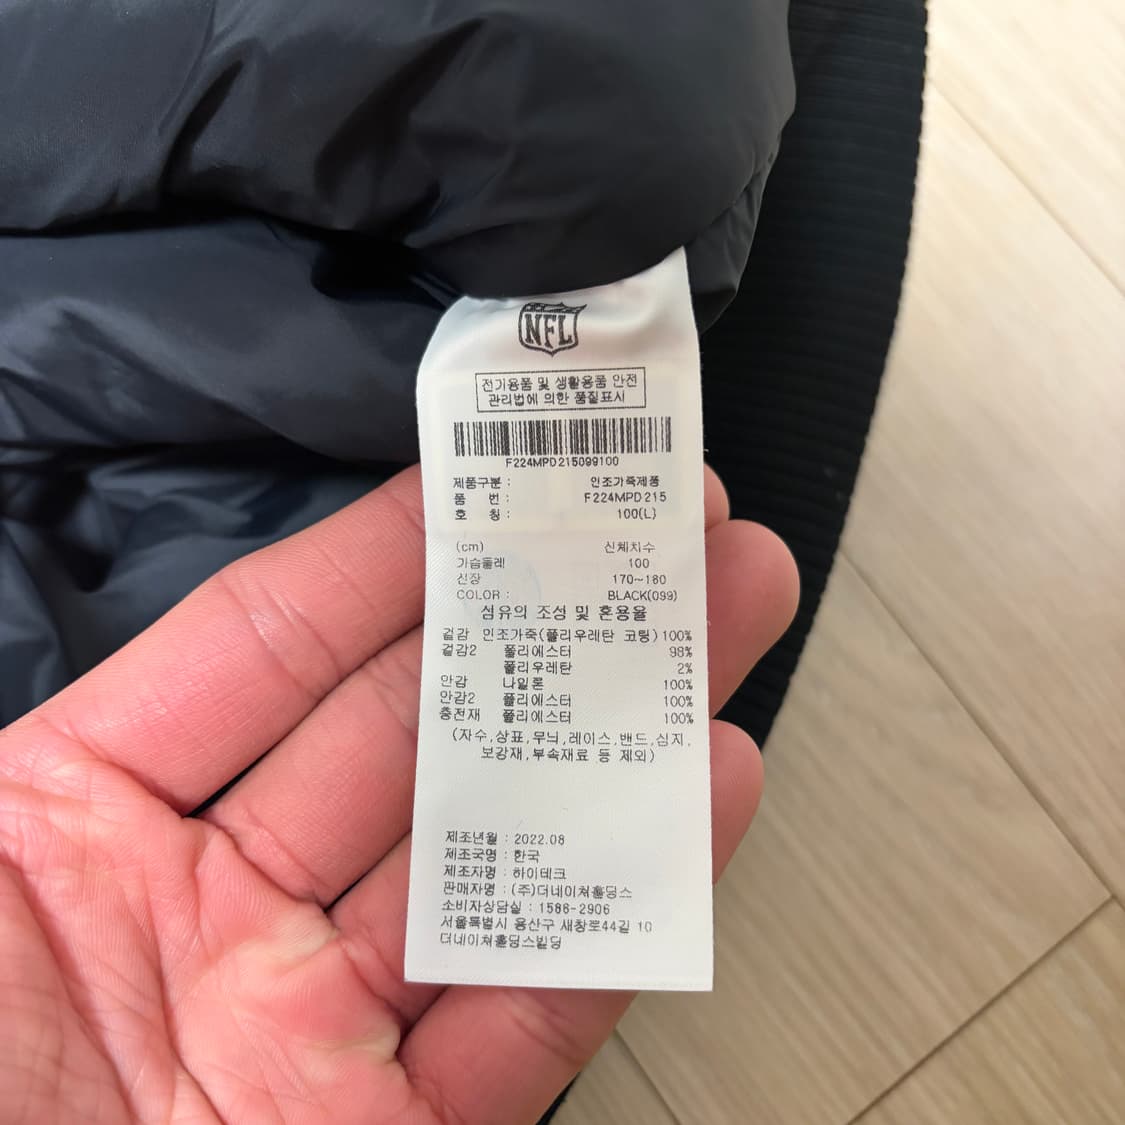 NFL
전기용품 및 생활용품 안전
관리법에 의한 품질표시
F224MPD215099100
제품구분 : 인조가죽제품
품 번 : F224MPD215
호 칭 : 100(L)
(cm) 신체치수
가슴둘레 100
신장 170~180
COLOR : BLACK(099)
섬유의 조성 및 혼용율
겉감 인조가죽(폴리우레탄 코팅) 100%
겉감2 폴리에스터 98%
폴리우레탄 2%
안감 나일론 100%
안감2 폴리에스터 100%
충전재 폴리에스터 100%
(자수,상표,무늬,레이스,밴드,심지,
보강재,부속재료 등 제외)
제조년월 : 2022.08
제조국명 : 한국
제조자명 : 하이테크
판매자명 : (주)더네이쳐홀딩스
소비자상담실 : 1586-2906
서울특별시 용산구 새창로44길 10
더네이쳐홀딩스빌딩